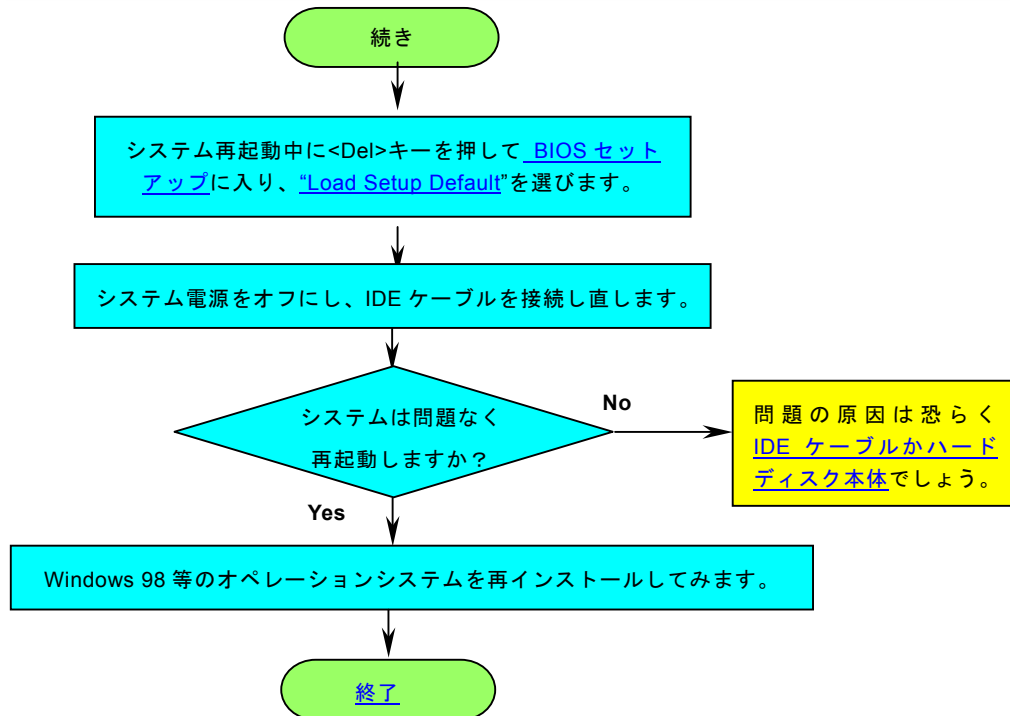 続き
システム再起動中に<Del>キーを押して BIOS セット
アップに入り、“Load Setup Default”を選びます。
システム電源をオフにし、IDE ケーブルを接続し直します。
システムは問題なく
再起動しますか？
No
問題の原因は恐らく
IDE ケーブルかハード
ディスク本体でしょう。
Yes
Windows 98 等のオペレーションシステムを再インストールしてみます。
終了